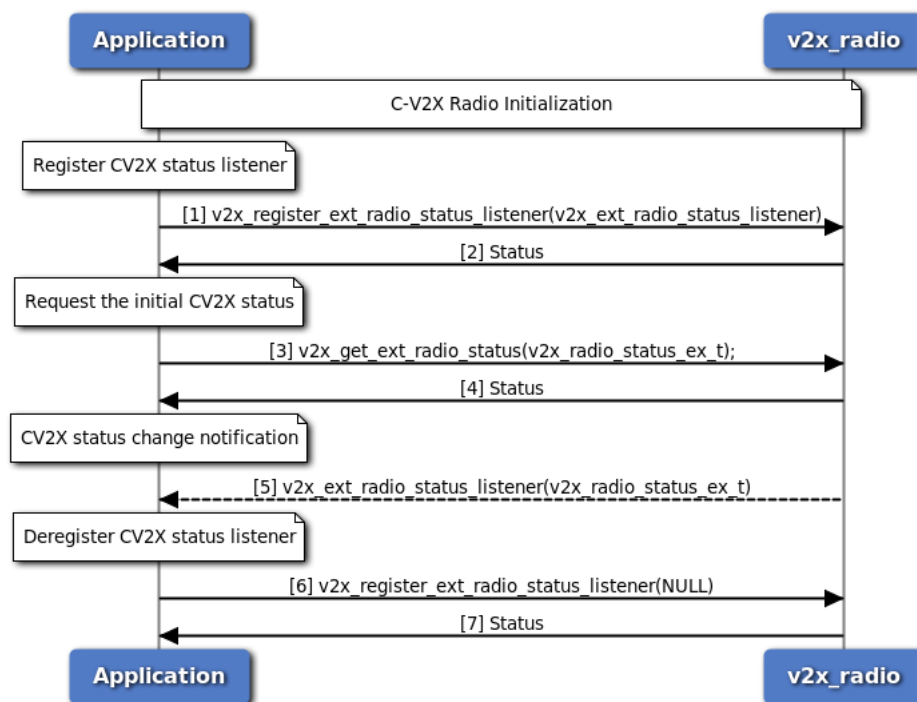 Application
v2x_radio
C-V2X Radio Initialization
Register CV2X status listener
[1] v2x_register_ext_radio_status_listener(v2x_ext_radio_status_listener)
[2] Status
Request the initial CV2X status
[3] v2x_get_ext_radio_status(v2x_radio_status_ex_t);
[4] Status
CV2X status change notification
[5] v2x_ext_radio_status_listener(v2x_radio_status_ex_t)
Deregister CV2X status listener
[6] v2x_register_ext_radio_status_listener(NULL)
[7] Status
Application
v2x_radio